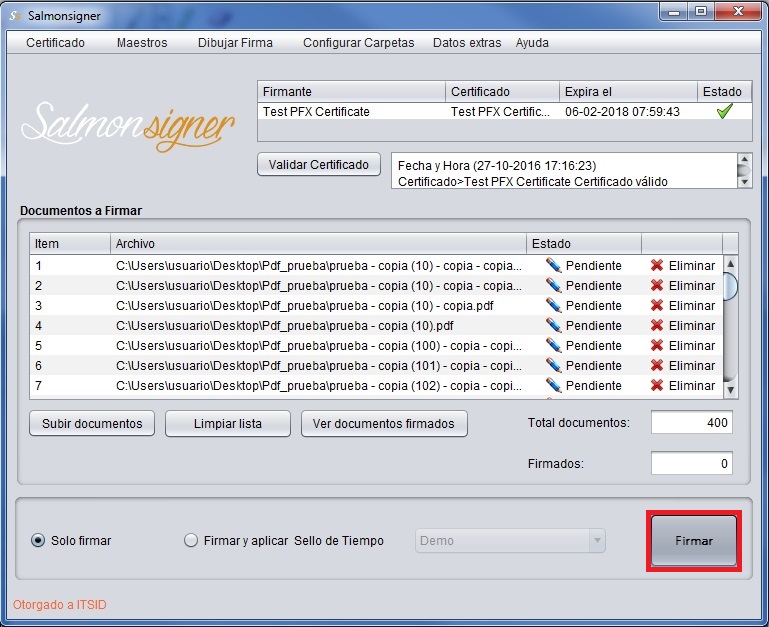 Salmonsigner
Certificado Maestros Dibujar Firma Configurar Carpetas Datos extras Ayuda
Salmonsigner
Firmante Certificado Expira el Estado
Test PFX Certificate Test PFX Certific... 06-02-2018 07:59:43
Validar Certificado
Fecha y Hora (27-10-2016 17:16:23)
Certificado>Test PFX Certificate Certificado válido
Documentos a Firmar
Item Archivo Estado
1 C:\Users\usuario\Desktop\Pdf_prueba\prueba - copia (10) - copia - copia... Pendiente Eliminar
2 C:\Users\usuario\Desktop\Pdf_prueba\prueba - copia (10) - copia - copia... Pendiente Eliminar
3 C:\Users\usuario\Desktop\Pdf_prueba\prueba - copia (10) - copia.pdf Pendiente Eliminar
4 C:\Users\usuario\Desktop\Pdf_prueba\prueba - copia (10).pdf Pendiente Eliminar
5 C:\Users\usuario\Desktop\Pdf_prueba\prueba - copia (100) - copia - copi... Pendiente Eliminar
6 C:\Users\usuario\Desktop\Pdf_prueba\prueba - copia (101) - copia - copi... Pendiente Eliminar
7 C:\Users\usuario\Desktop\Pdf_prueba\prueba - copia (102) - copia - copi... Pendiente Eliminar
Subir documentos Limpiar lista Ver documentos firmados Total documentos: 400
Firmados: 0
Solo firmar Firmar y aplicar Sello de Tiempo Demo Firmar
Otorgado a ITSID